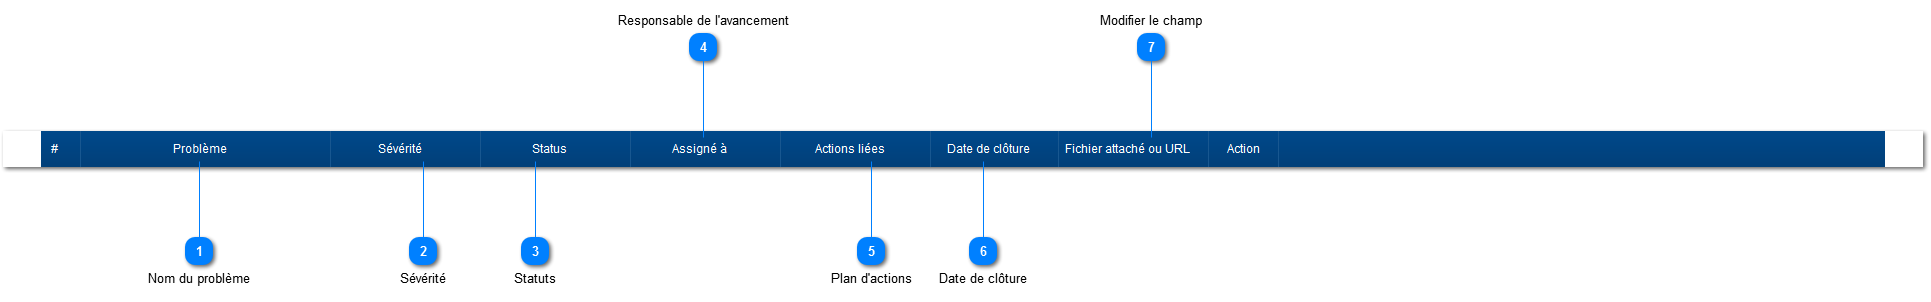 Responsable de l'avancement
Modifier le champ
4
7
# Problème Sévérité Status Assigné à Actions liées Date de clôture Fichier attaché ou URL Action
1
2
3
5
6
Nom du problème
Sévérité
Statuts
Plan d'actions
Date de clôture